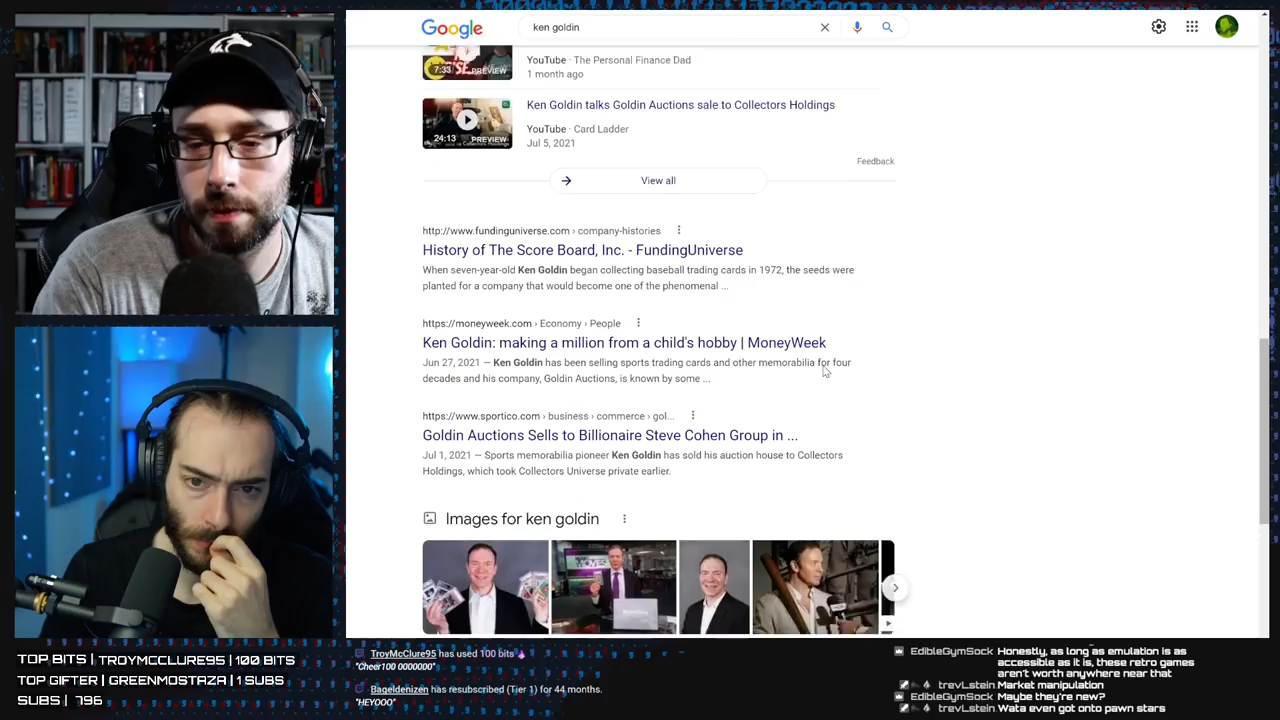 Google
ken goldin
7:33
PREVIEW
YouTube · The Personal Finance Dad
1 month ago
Ken Goldin talks Goldin Auctions sale to Collectors Holdings
24:13
PREVIEW
YouTube · Card Ladder
Jul 5, 2021
Feedback
View all
http://www.fundinguniverse.com › company-histories
History of The Score Board, Inc. - FundingUniverse
When seven-year-old Ken Goldin began collecting baseball trading cards in 1972, the seeds were
planted for a company that would become one of the phenomenal ...
https://moneyweek.com › Economy › People
Ken Goldin: making a million from a child's hobby | MoneyWeek
Jun 27, 2021 — Ken Goldin has been selling sports trading cards and other memorabilia for four
decades and his company, Goldin Auctions, is known by some ...
https://www.sportico.com › business › commerce › gol...
Goldin Auctions Sells to Billionaire Steve Cohen Group in ...
Jul 1, 2021 — Sports memorabilia pioneer Ken Goldin has sold his auction house to Collectors
Holdings, which took Collectors Universe private earlier.
Images for ken goldin
TOP BITS | TROYMCCLURE95 | 100 BITS
TOP GIFTER | GREENMOSTAZA | 1 SUBS
SUBS | 796
TroyMcClure95 has used 100 bits
"Cheer100 0000000"
Bageldenizen has resubscribed (Tier 1) for 44 months.
"HEYOOO"
EdibleGymSock Honestly, as long as emulation is as
accessible as it is, these retro games
aren't worth anywhere near that
trevLstein Market manipulation
EdibleGymSock Maybe they're new?
trevLstein Wata even got onto pawn stars